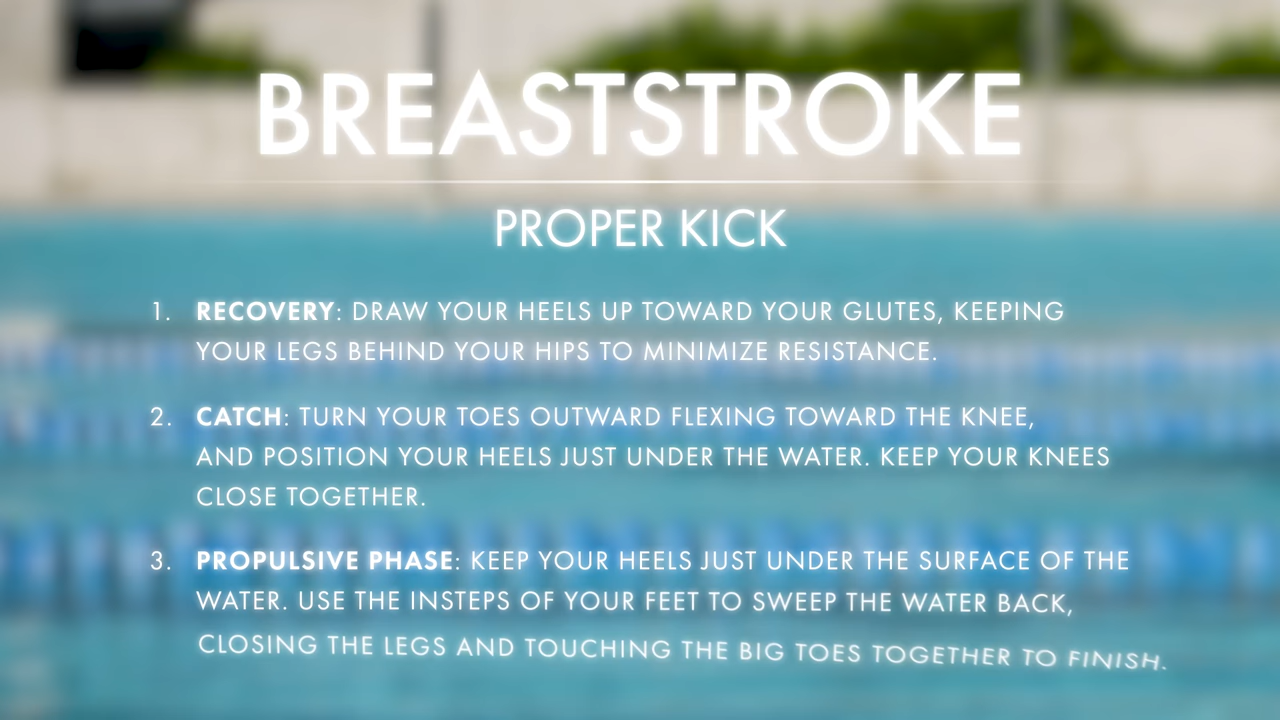 BREASTSTROKE
PROPER KICK
1. RECOVERY: DRAW YOUR HEELS UP TOWARD YOUR GLUTES, KEEPING
YOUR LEGS BEHIND YOUR HIPS TO MINIMIZE RESISTANCE.
2. CATCH: TURN YOUR TOES OUTWARD FLEXING TOWARD THE KNEE,
AND POSITION YOUR HEELS JUST UNDER THE WATER. KEEP YOUR KNEES
CLOSE TOGETHER.
3. PROPULSIVE PHASE: KEEP YOUR HEELS JUST UNDER THE SURFACE OF THE
WATER. USE THE INSTEPS OF YOUR FEET TO SWEEP THE WATER BACK,
CLOSING THE LEGS AND TOUCHING THE BIG TOES TOGETHER TO FINISH.